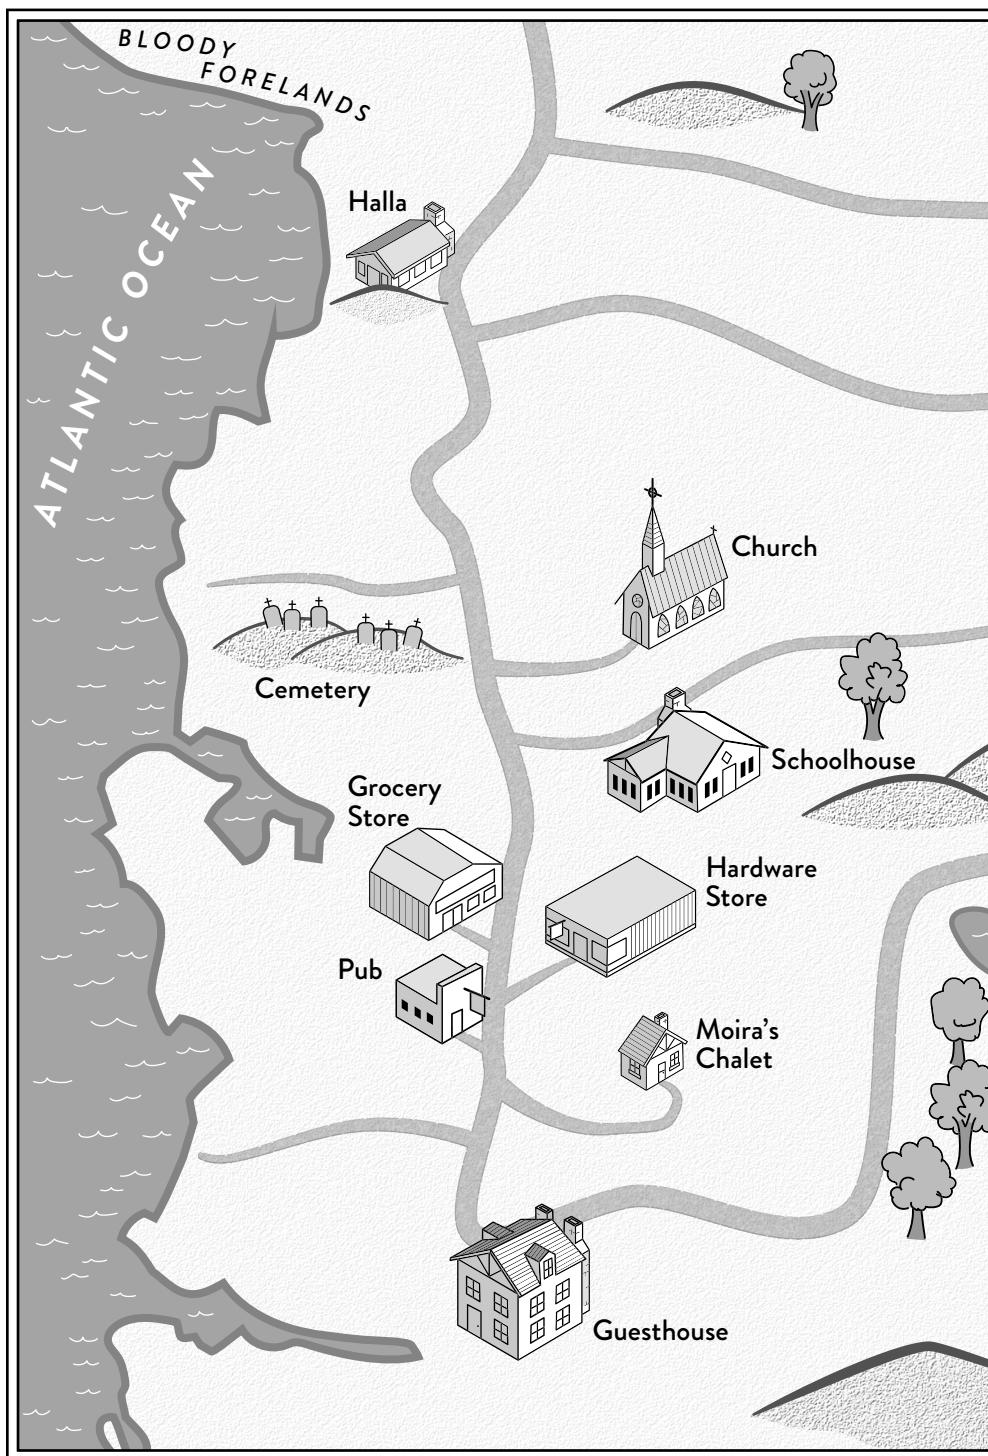 BLOODY
FORELANDS
ATLANTIC OCEAN
Halla
Church
Cemetery
Schoolhouse
Grocery
Store
Hardware
Store
Pub
Moira’s
Chalet
Guesthouse